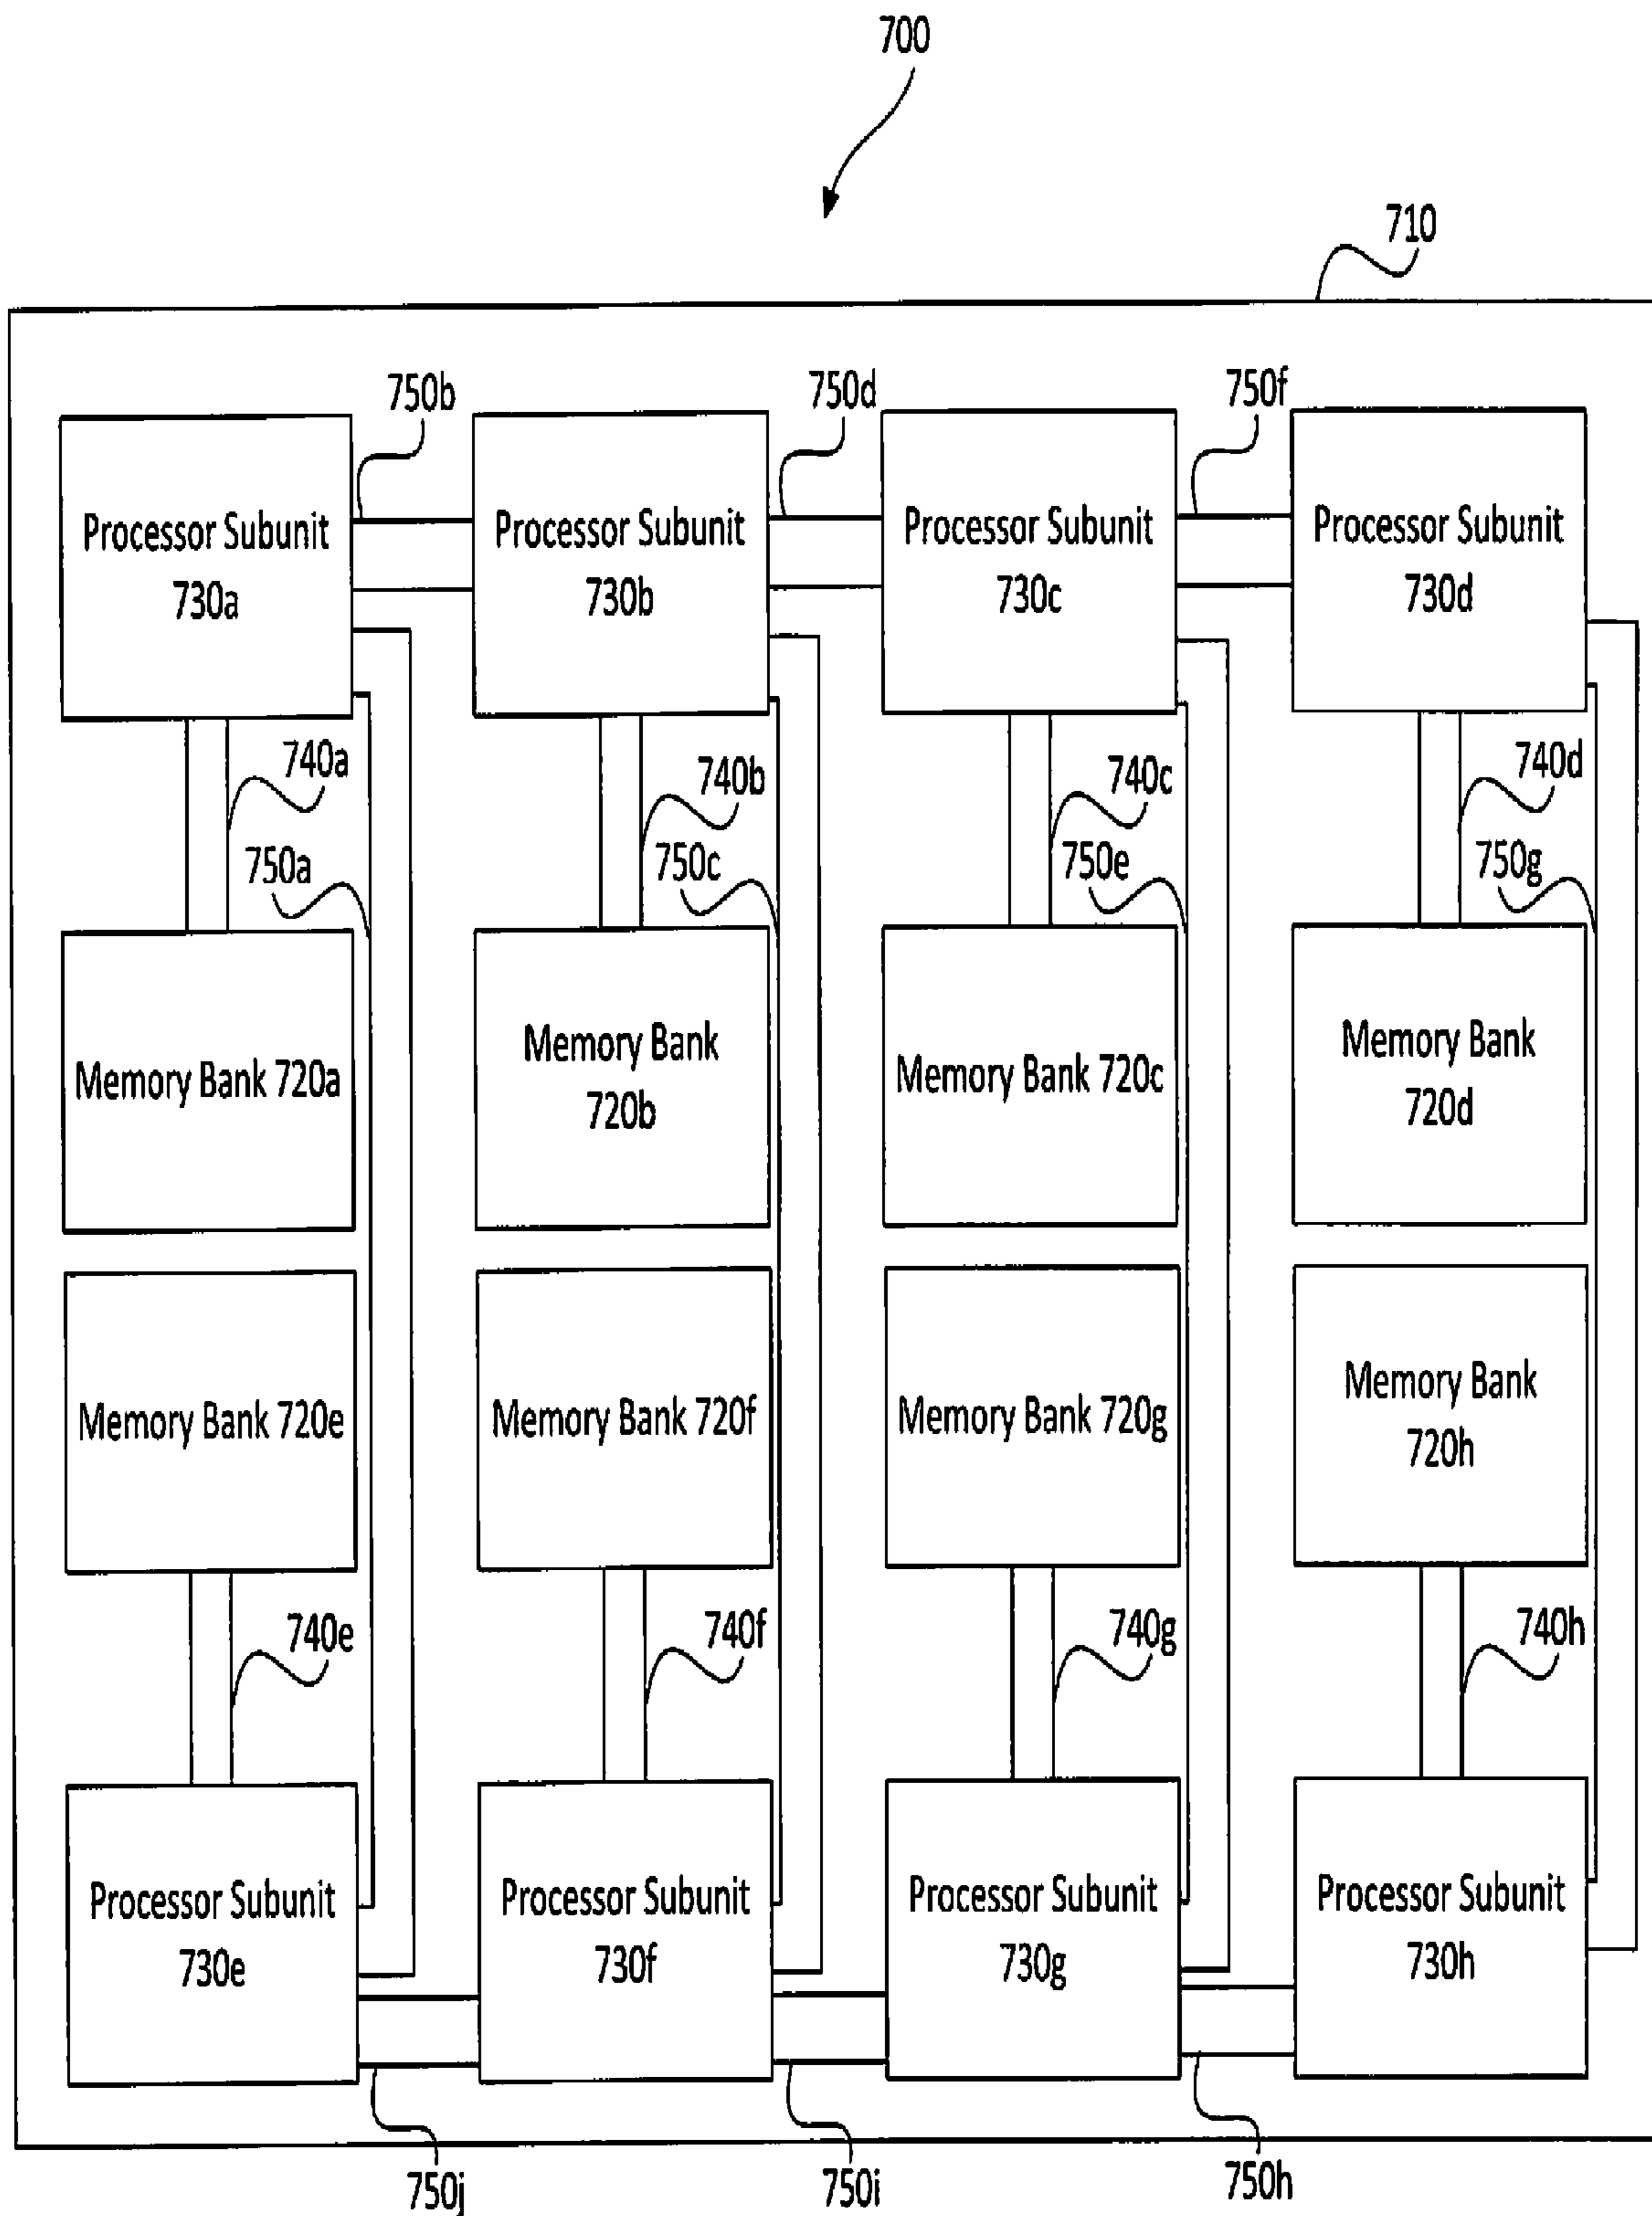 700
710
750b
750d
750f
Processor Subunit
730a
Processor Subunit
730b
Processor Subunit
730c
Processor Subunit
730d
740a
740b
740c
740d
750a
750c
750e
750g
Memory Bank 720a
Memory Bank
720b
Memory Bank 720c
Memory Bank
720d
Memory Bank 720e
Memory Bank 720f
Memory Bank 720g
Memory Bank
720h
740e
740f
740g
740h
Processor Subunit
730e
Processor Subunit
730f
Processor Subunit
730g
Processor Subunit
730h
750j
750i
750h